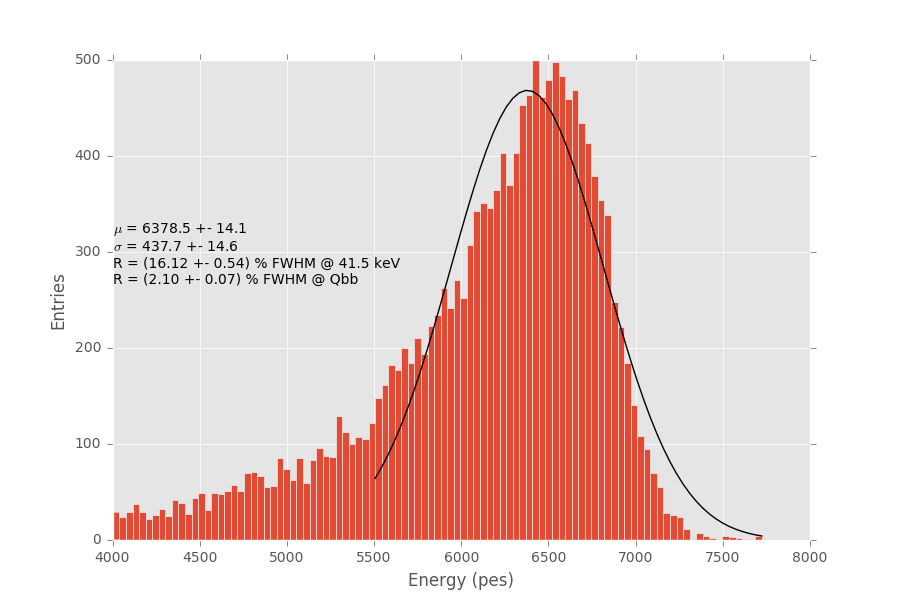 500
400
300
200
100
0
Entries
μ = 6378.5 +- 14.1
σ = 437.7 +- 14.6
R = (16.12 +- 0.54) % FWHM @ 41.5 keV
R = (2.10 +- 0.07) % FWHM @ Qbb
4000 4500 5000 5500 6000 6500 7000 7500 8000
Energy (pes)